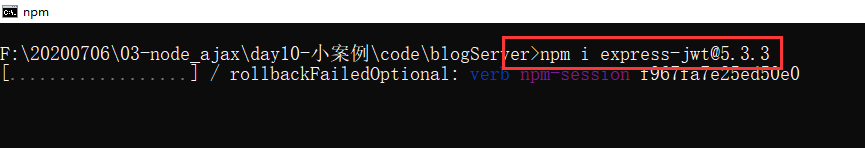 npm
F:\20200706\03-node_ajax\day10-小案例\code\blogServer>npm i express-jwt@5.3.3
[..................] / rollbackFailedOptional: verb npm-session f967fa7e25ed50e0